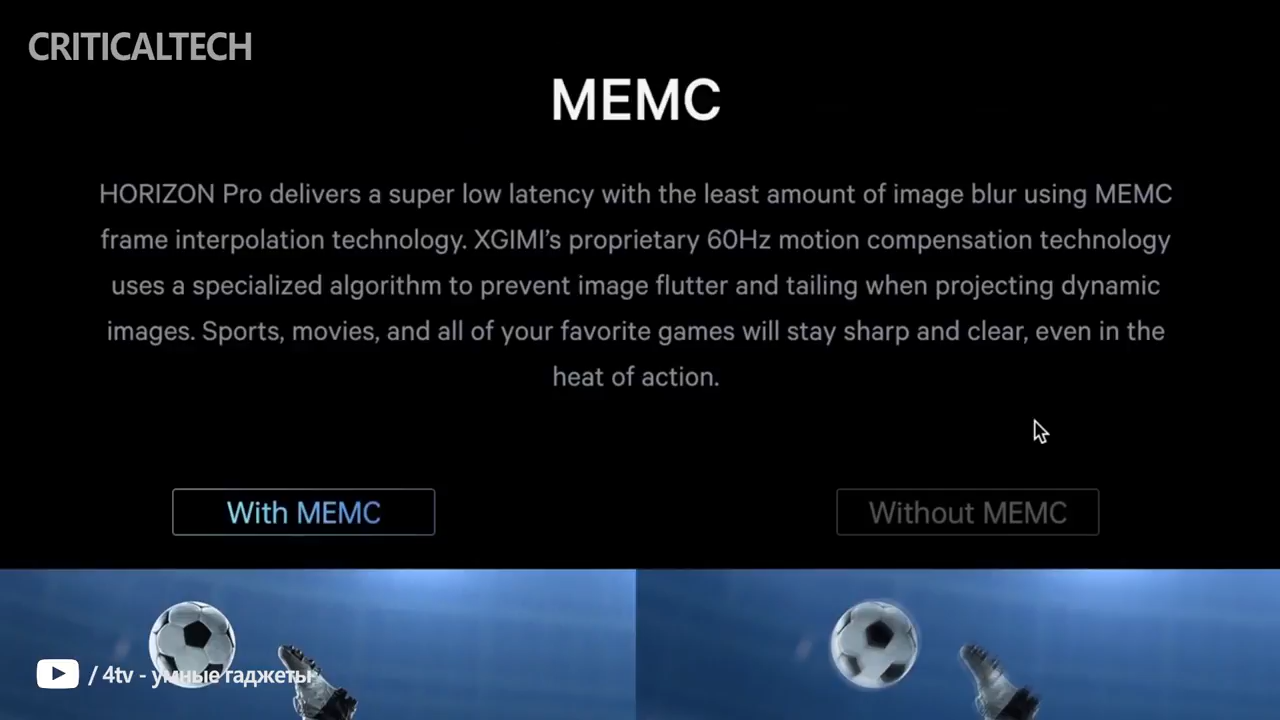 CRITICALTECH
MEMC
HORIZON Pro delivers a super low latency with the least amount of image blur using MEMC
frame interpolation technology. XGIMI’s proprietary 60Hz motion compensation technology
uses a specialized algorithm to prevent image flutter and tailing when projecting dynamic
images. Sports, movies, and all of your favorite games will stay sharp and clear, even in the
heat of action.
With MEMC
Without MEMC
/ 4tv - умные гаджеты